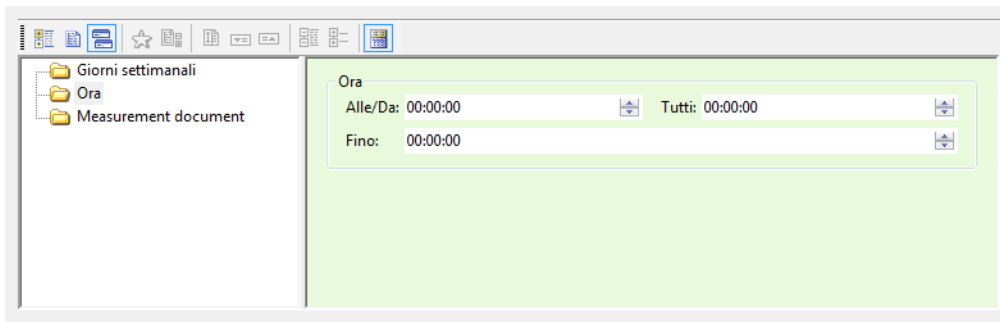 Giorni settimanali
Ora
Measurement document
Ora
Alle/Da: 00:00:00 Tutti: 00:00:00
Fino: 00:00:00